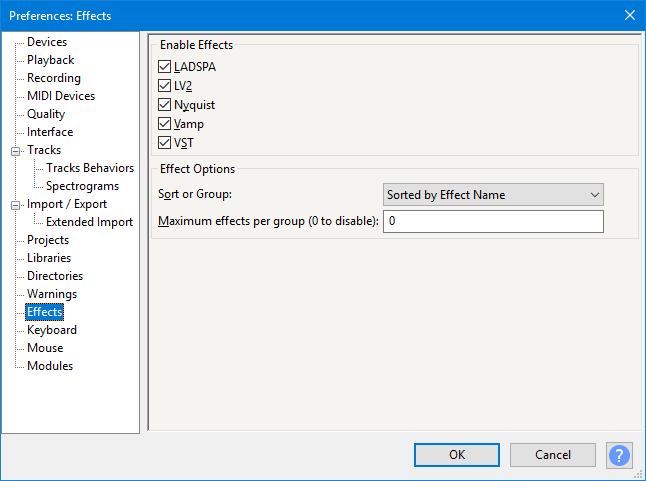 Preferences: Effects
Devices
Playback
Recording
MIDI Devices
Quality
Interface
Tracks
Tracks Behaviors
Spectrograms
Import / Export
Extended Import
Projects
Libraries
Directories
Warnings
Effects
Keyboard
Mouse
Modules
Enable Effects
LADSPA
LV2
Nyquist
Vamp
VST
Effect Options
Sort or Group: Sorted by Effect Name
Maximum effects per group (0 to disable): 0
OK Cancel ?